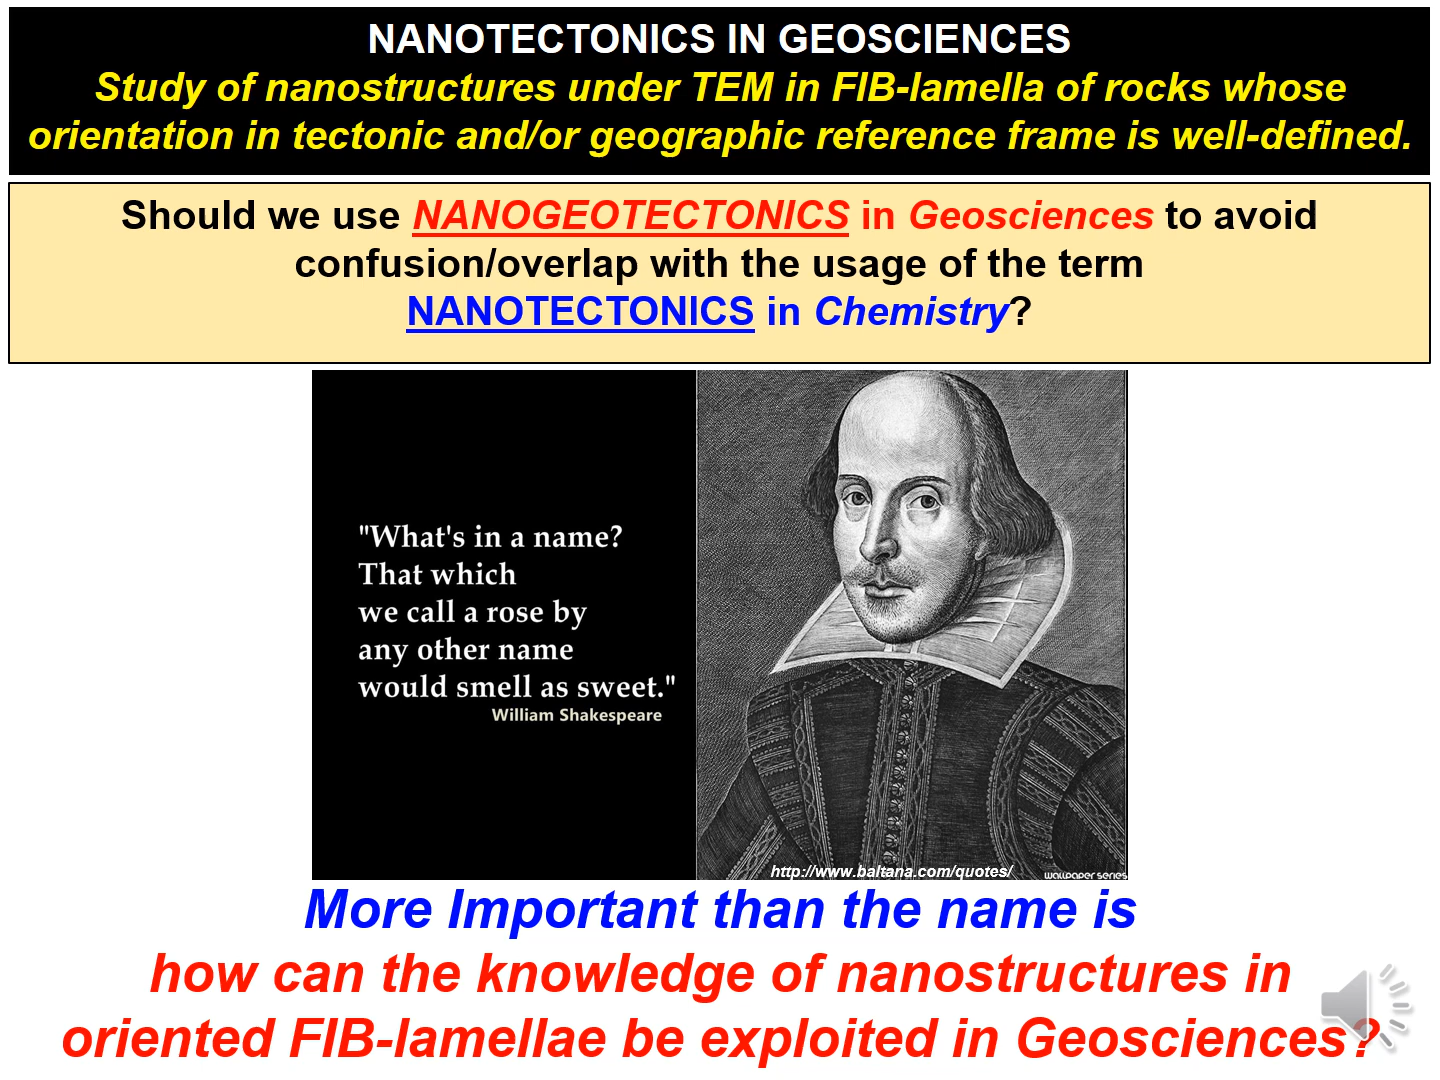 NANOTECTONICS IN GEOSCIENCES
Study of nanostructures under TEM in FIB-lamella of rocks whose
orientation in tectonic and/or geographic reference frame is well-defined.
Should we use NANOGEOTECTONICS in Geosciences to avoid
confusion/overlap with the usage of the term
NANOTECTONICS in Chemistry?
"What's in a name?
That which
we call a rose by
any other name
would smell as sweet."
William Shakespeare
http://www.baltana.com/quotes/
wallpaper series
More Important than the name is
how can the knowledge of nanostructures in
oriented FIB-lamellae be exploited in Geosciences?